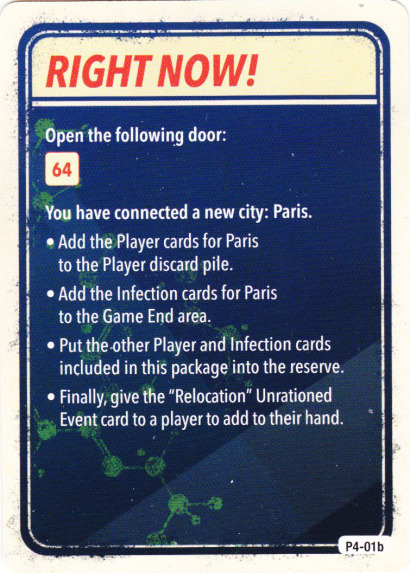 RIGHT NOW!
Open the following door:
64
You have connected a new city: Paris.
• Add the Player cards for Paris
to the Player discard pile.
• Add the Infection cards for Paris
to the Game End area.
• Put the other Player and Infection cards
included in this package into the reserve.
• Finally, give the "Relocation" Unrationed
Event card to a player to add to their hand.
P4-01b